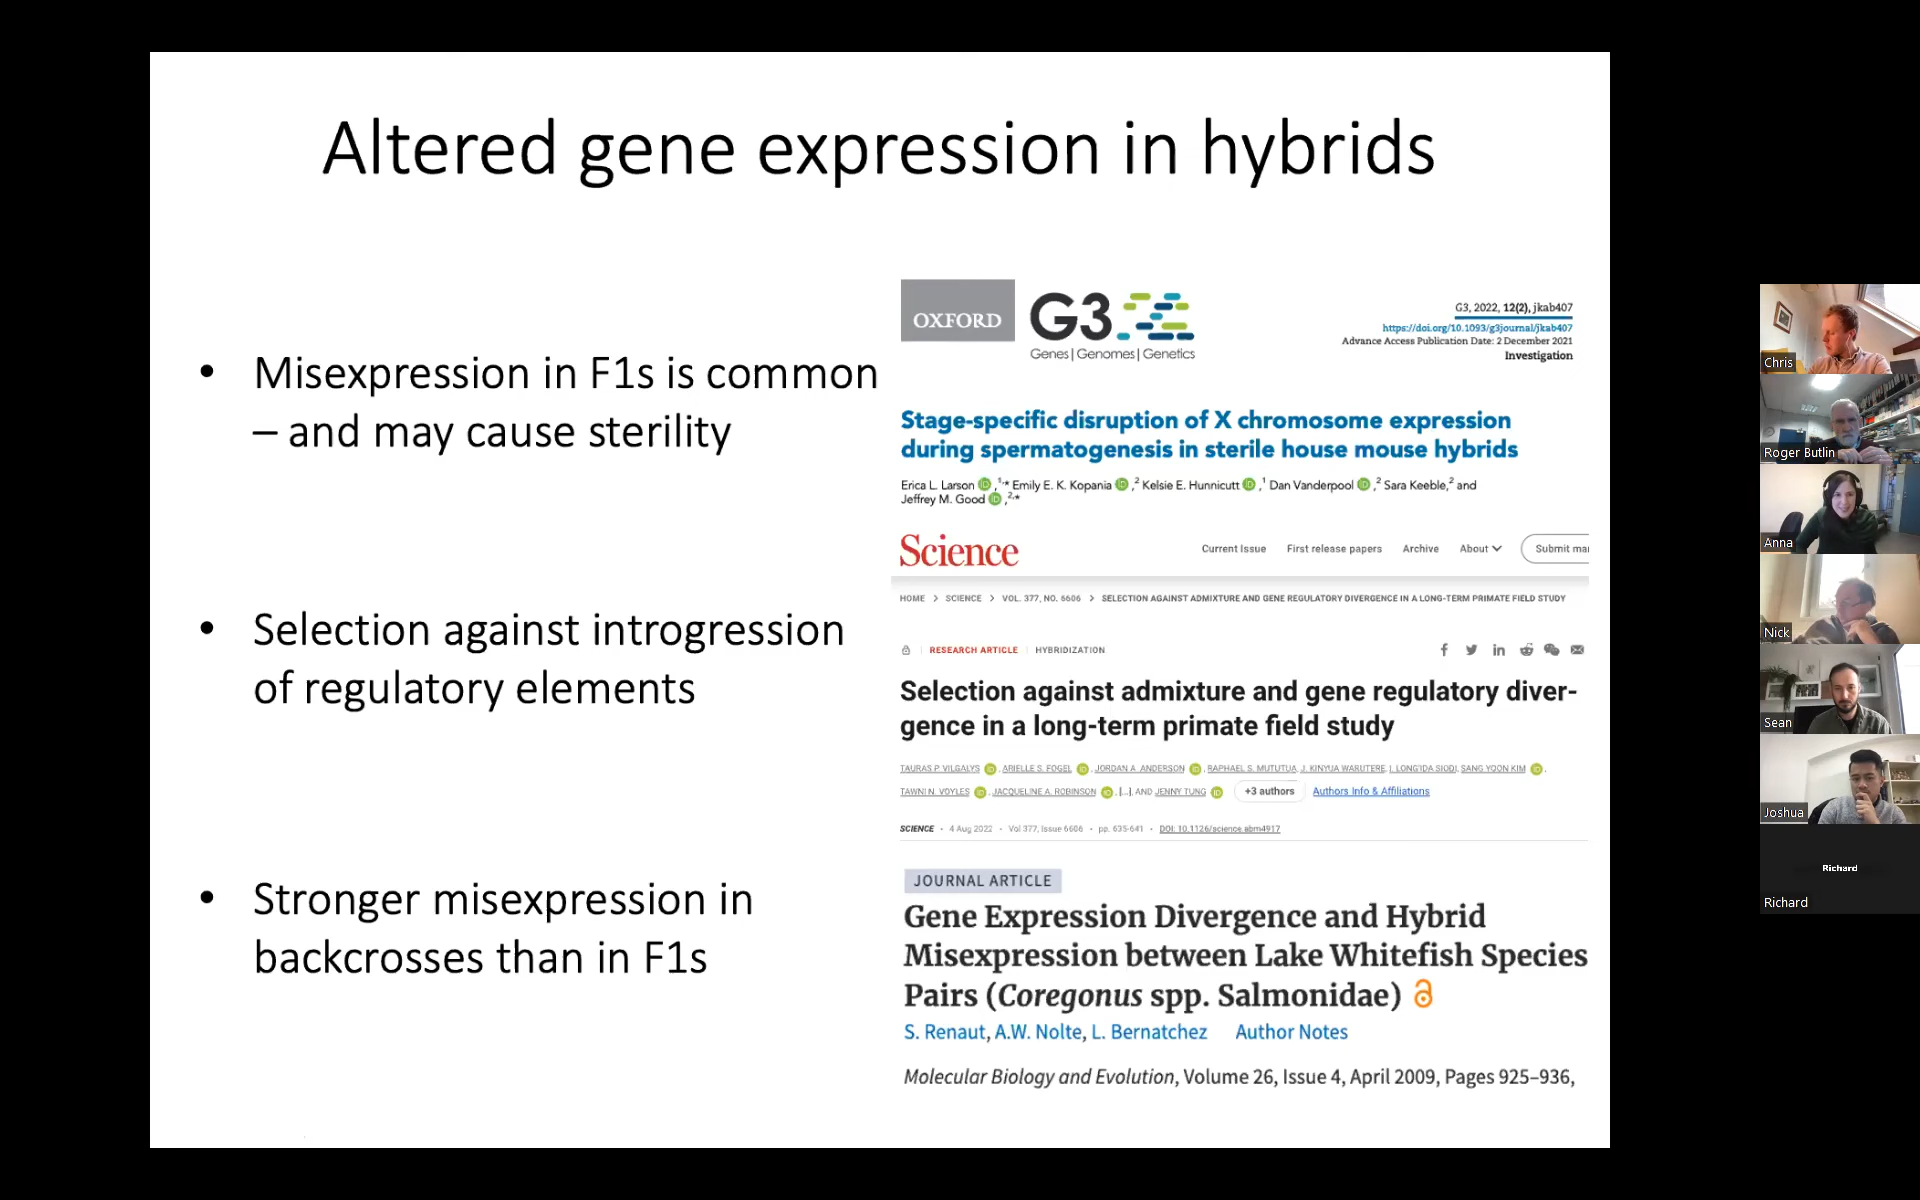 Altered gene expression in hybrids
• Misexpression in F1s is common
– and may cause sterility
• Selection against introgression
of regulatory elements
• Stronger misexpression in
backcrosses than in F1s
OXFORD
G3
Genes | Genomes | Genetics
G3, 2022, 12(2), jkab407
https://doi.org/10.1093/g3journal/jkab407
Advance Access Publication Date: 2 December 2021
Investigation
Stage-specific disruption of X chromosome expression
during spermatogenesis in sterile house mouse hybrids
Erica L. Larson,1,* Emily E. K. Kopania,2 Kelsie E. Hunnicutt,1 Dan Vanderpool,2 Sara Keeble,2 and
Jeffrey M. Good,2,*
Science
Current Issue First release papers Archive About Submit ma
HOME > SCIENCE > VOL. 377, NO. 6606 > SELECTION AGAINST ADMIXTURE AND GENE REGULATORY DIVERGENCE IN A LONG-TERM PRIMATE FIELD STUDY
RESEARCH ARTICLE | HYBRIDIZATION
Selection against admixture and gene regulatory diver-
gence in a long-term primate field study
TAURAS P. VILGALYS, ARIELLE S. FOGEL, JORDAN A. ANDERSON, RAPHAEL S. MUTUTUA, J. KINYUA WARUTERE, I. LONG'IDA SIODI, SANG YOON KIM,
TAWNI N. VOYLES, JACQUELINE A. ROBINSON, [...], AND JENNY TUNG +3 authors Authors Info & Affiliations
SCIENCE • 4 Aug 2022 • Vol 377, Issue 6606 • pp. 635-641 • DOI: 10.1126/science.abm4917
JOURNAL ARTICLE
Gene Expression Divergence and Hybrid
Misexpression between Lake Whitefish Species
Pairs (Coregonus spp. Salmonidae)
S. Renaut, A.W. Nolte, L. Bernatchez Author Notes
Molecular Biology and Evolution, Volume 26, Issue 4, April 2009, Pages 925–936,
Chris
Roger Butlin
Anna
Nick
Sean
Joshua
Richard
Richard